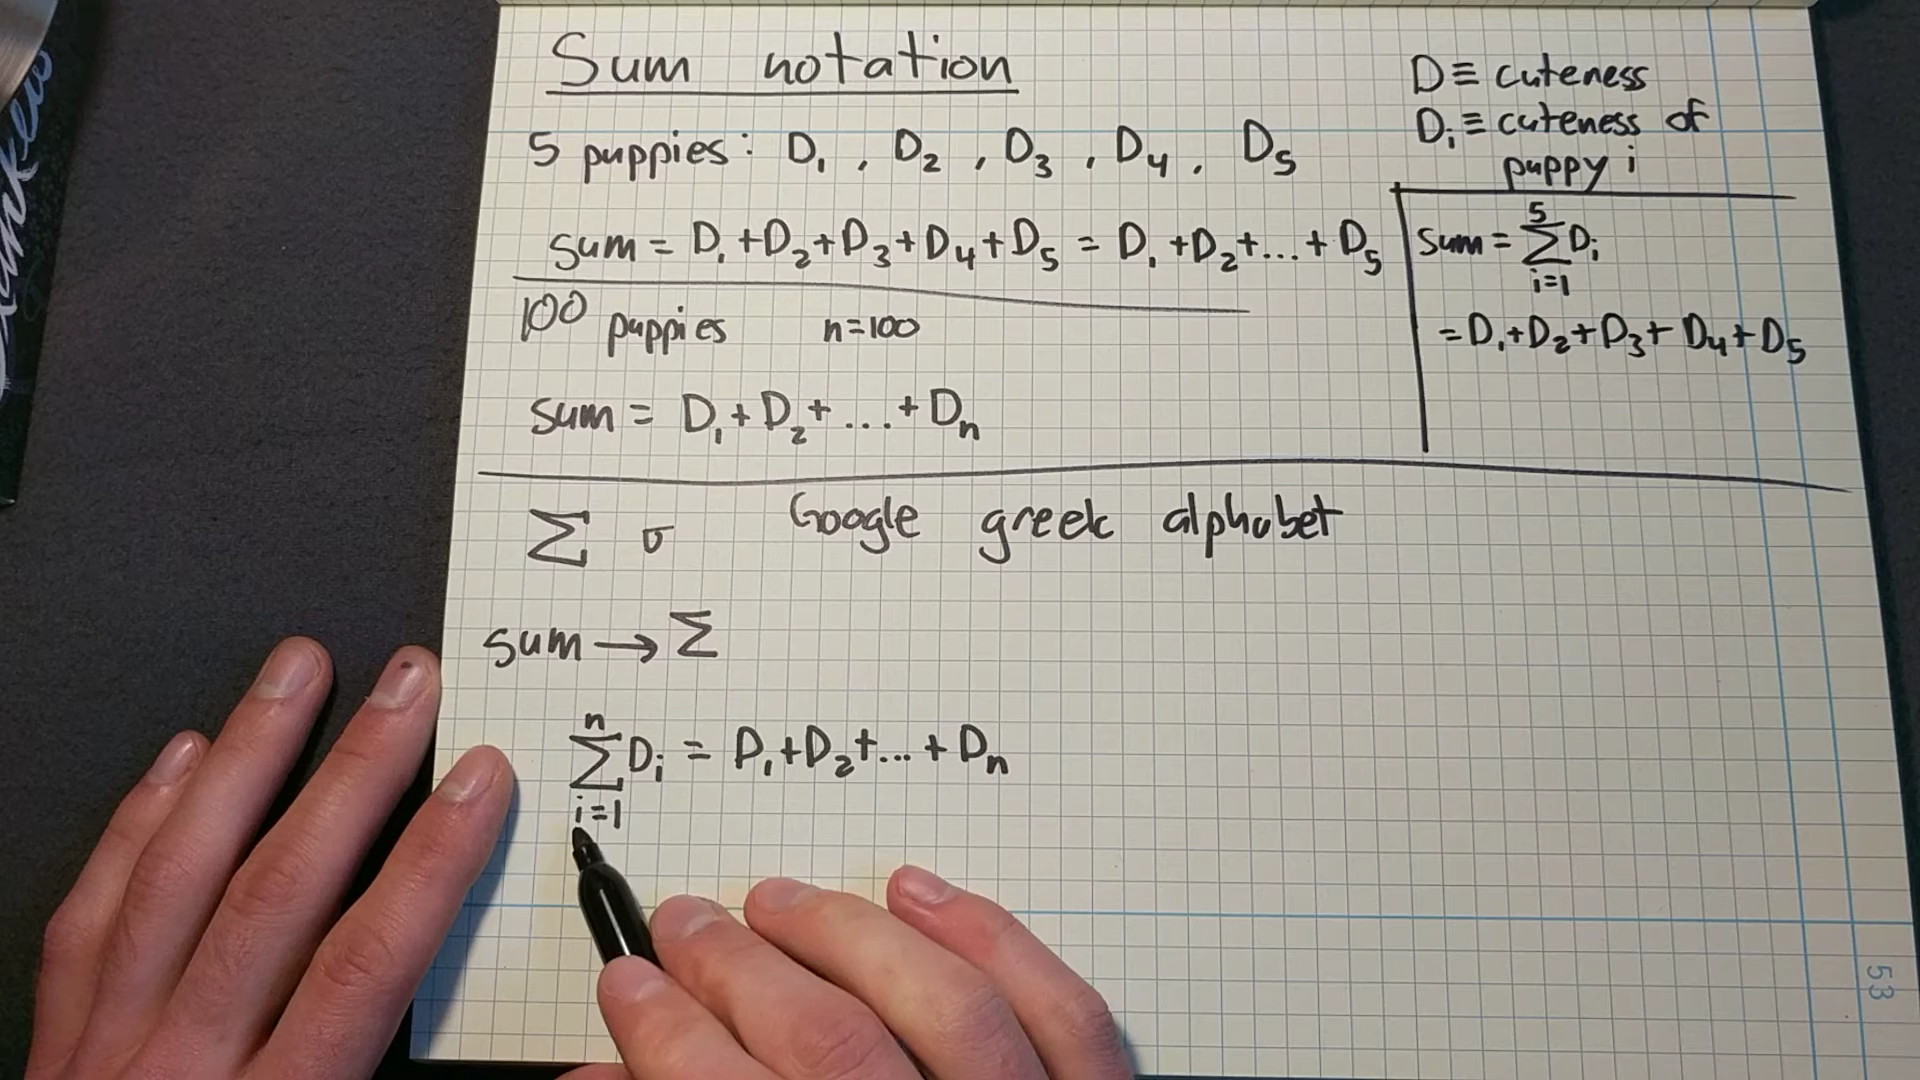 Sum notation
5 puppies: D₁, D₂, D₃, D₄, D₅
sum = D₁+D₂+D₃+D₄+D₅ = D₁+D₂+...+D₅
100 puppies n=100
sum = D₁+D₂+...+Dₙ
D≡ cuteness
Dᵢ≡ cuteness of
puppy i
5
sum = ∑Dᵢ
i=1
=D₁+D₂+D₃+D₄+D₅
∑ σ Google greek alphabet
sum → ∑
n
∑Dᵢ = D₁+D₂+...+Dₙ
i=1
53